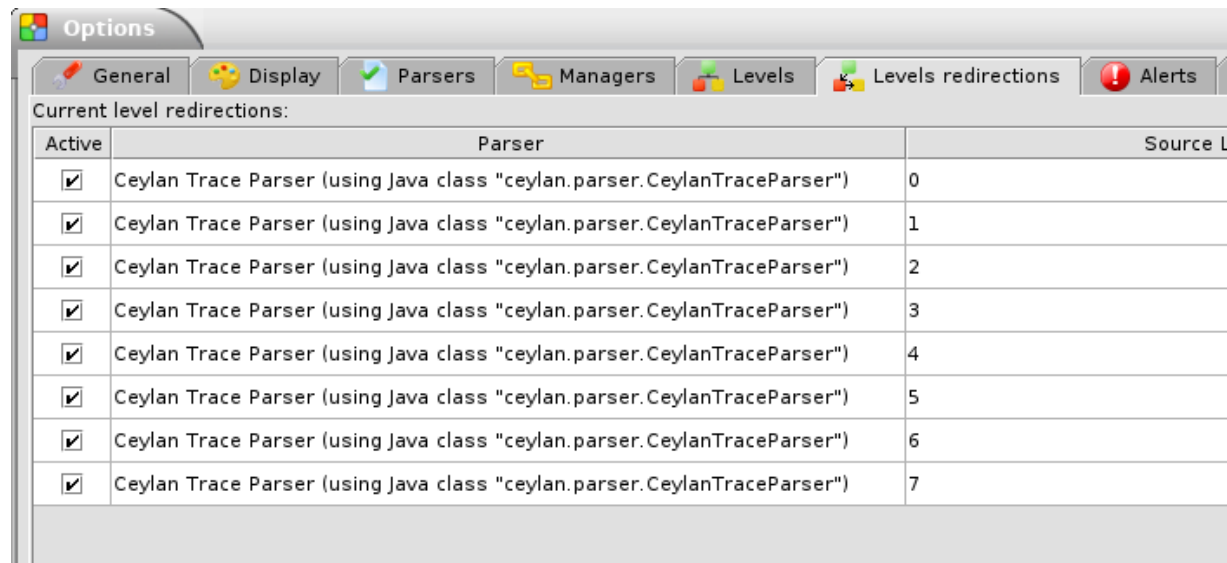 Options
General Display Parsers Managers Levels Levels redirections Alerts
Current level redirections:
Active Parser Source
Ceylan Trace Parser (using Java class "ceylan.parser.CeylanTraceParser") 0
Ceylan Trace Parser (using Java class "ceylan.parser.CeylanTraceParser") 1
Ceylan Trace Parser (using Java class "ceylan.parser.CeylanTraceParser") 2
Ceylan Trace Parser (using Java class "ceylan.parser.CeylanTraceParser") 3
Ceylan Trace Parser (using Java class "ceylan.parser.CeylanTraceParser") 4
Ceylan Trace Parser (using Java class "ceylan.parser.CeylanTraceParser") 5
Ceylan Trace Parser (using Java class "ceylan.parser.CeylanTraceParser") 6
Ceylan Trace Parser (using Java class "ceylan.parser.CeylanTraceParser") 7